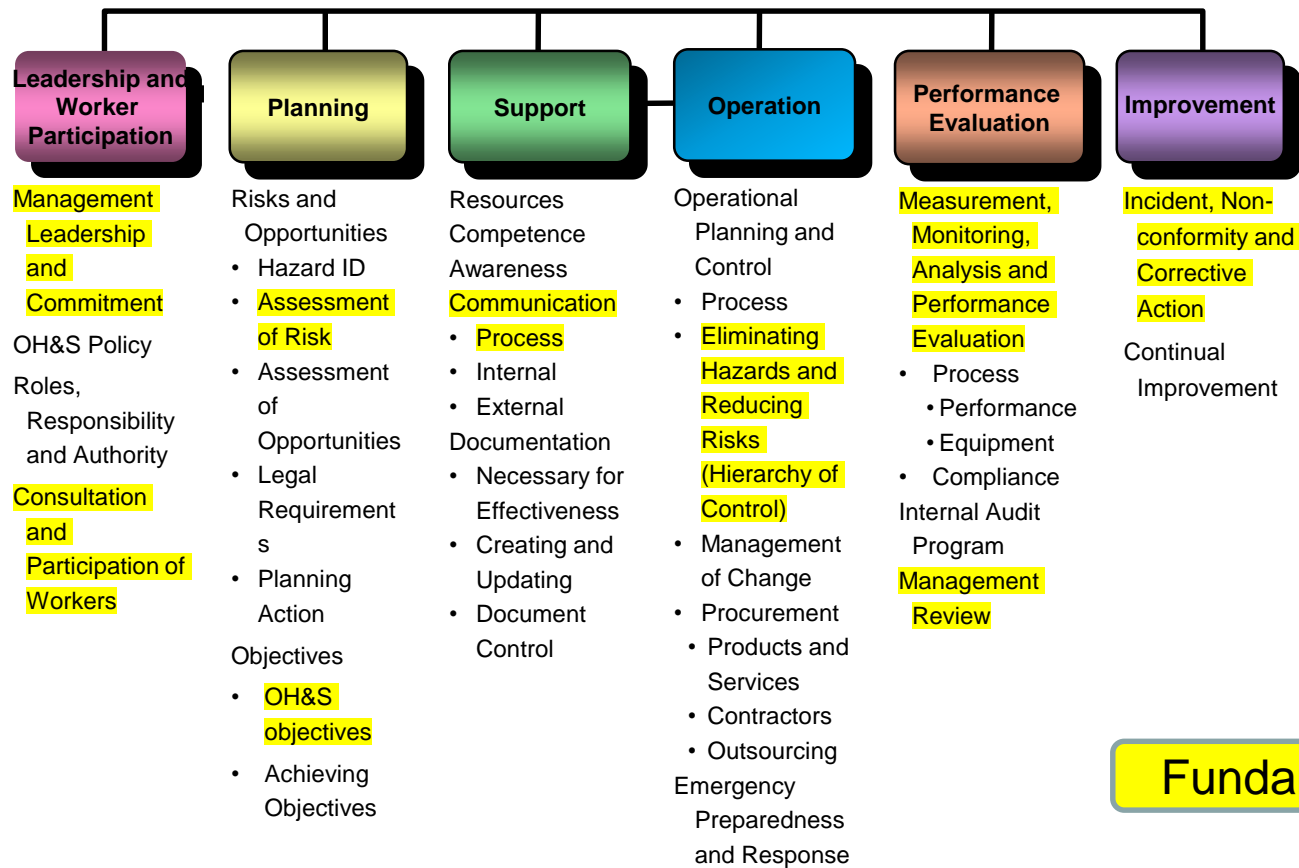 Leadership and
Worker
Participation
Management
Leadership
and
Commitment
OH&S Policy
Roles,
Responsibility
and Authority
Consultation
and
Participation of
Workers
Planning
Risks and
Opportunities
• Hazard ID
• Assessment
of Risk
• Assessment
of
Opportunities
• Legal
Requirement
s
• Planning
Action
Objectives
• OH&S
objectives
• Achieving
Objectives
Support
Resources
Competence
Awareness
Communication
• Process
• Internal
• External
Documentation
• Necessary for
Effectiveness
• Creating and
Updating
• Document
Control
Operation
Operational
Planning and
Control
• Process
• Eliminating
Hazards and
Reducing
Risks
(Hierarchy of
Control)
• Management
of Change
• Procurement
• Products and
Services
• Contractors
• Outsourcing
Emergency
Preparedness
and Response
Performance
Evaluation
Measurement,
Monitoring,
Analysis and
Performance
Evaluation
• Process
• Performance
• Equipment
• Compliance
Internal Audit
Program
Management
Review
Improvement
Incident, Non-
conformity and
Corrective
Action
Continual
Improvement
Funda